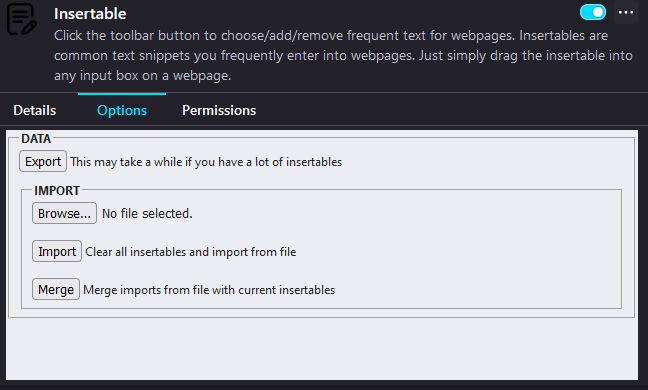 Insertable
Click the toolbar button to choose/add/remove frequent text for webpages. Insertables are
common text snippets you frequently enter into webpages. Just simply drag the insertable into
any input box on a webpage.
Details Options Permissions
DATA
Export This may take a while if you have a lot of insertables
IMPORT
Browse... No file selected.
Import Clear all insertables and import from file
Merge Merge imports from file with current insertables